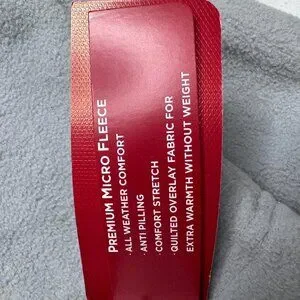 PREMIUM MICRO FLEECE
· ALL WEATHER COMFORT
· ANTI PILLING
· COMFORT STRETCH
· QUILTED OVERLAY FABRIC FOR
EXTRA WARMTH WITHOUT WEIGHT